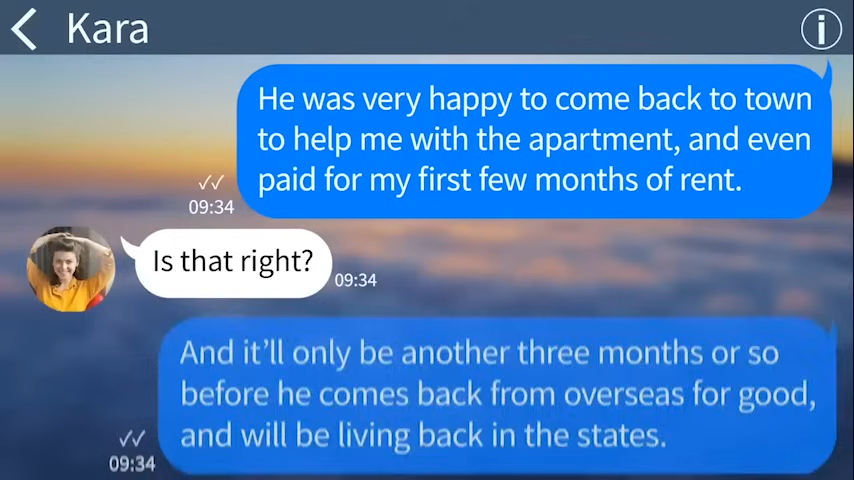 Kara
He was very happy to come back to town
to help me with the apartment, and even
paid for my first few months of rent.
09:34
Is that right?
09:34
And it’ll only be another three months or so
before he comes back from overseas for good,
and will be living back in the states.
09:34